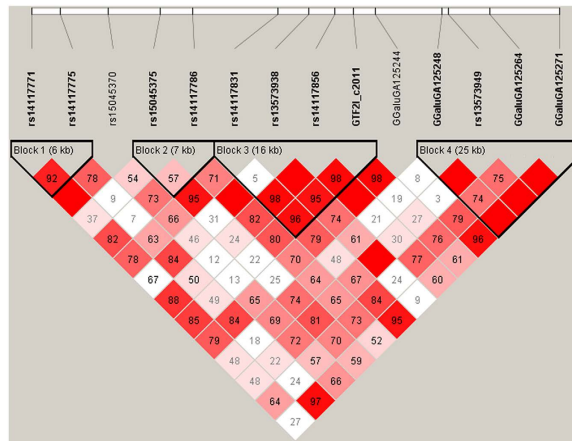 rs14117771
rs14117775
rs15045370
rs15045375
rs14117786
rs14117831
rs13573938
rs14117856
GTF2I_c2011
GGaluGA125244
GGaluGA125248
rs13573949
GGaluGA125264
GGaluGA125271
Block 1 (6 kb) Block 2 (7 kb) Block 3 (16 kb) Block 4 (25 kb)
92 78 54 57 71 5 98 98 8 75
9 73 95 88 95 19 3 74
37 7 66 31 82 96 74 21 27 79
82 63 46 24 80 79 61 30 76 96
78 84 12 22 70 48 77 61
67 50 13 25 64 67 24 60
88 49 65 74 65 84 9
85 84 69 81 73 95
79 18 72 70 52
48 22 57 59
48 24 66
64 97
27